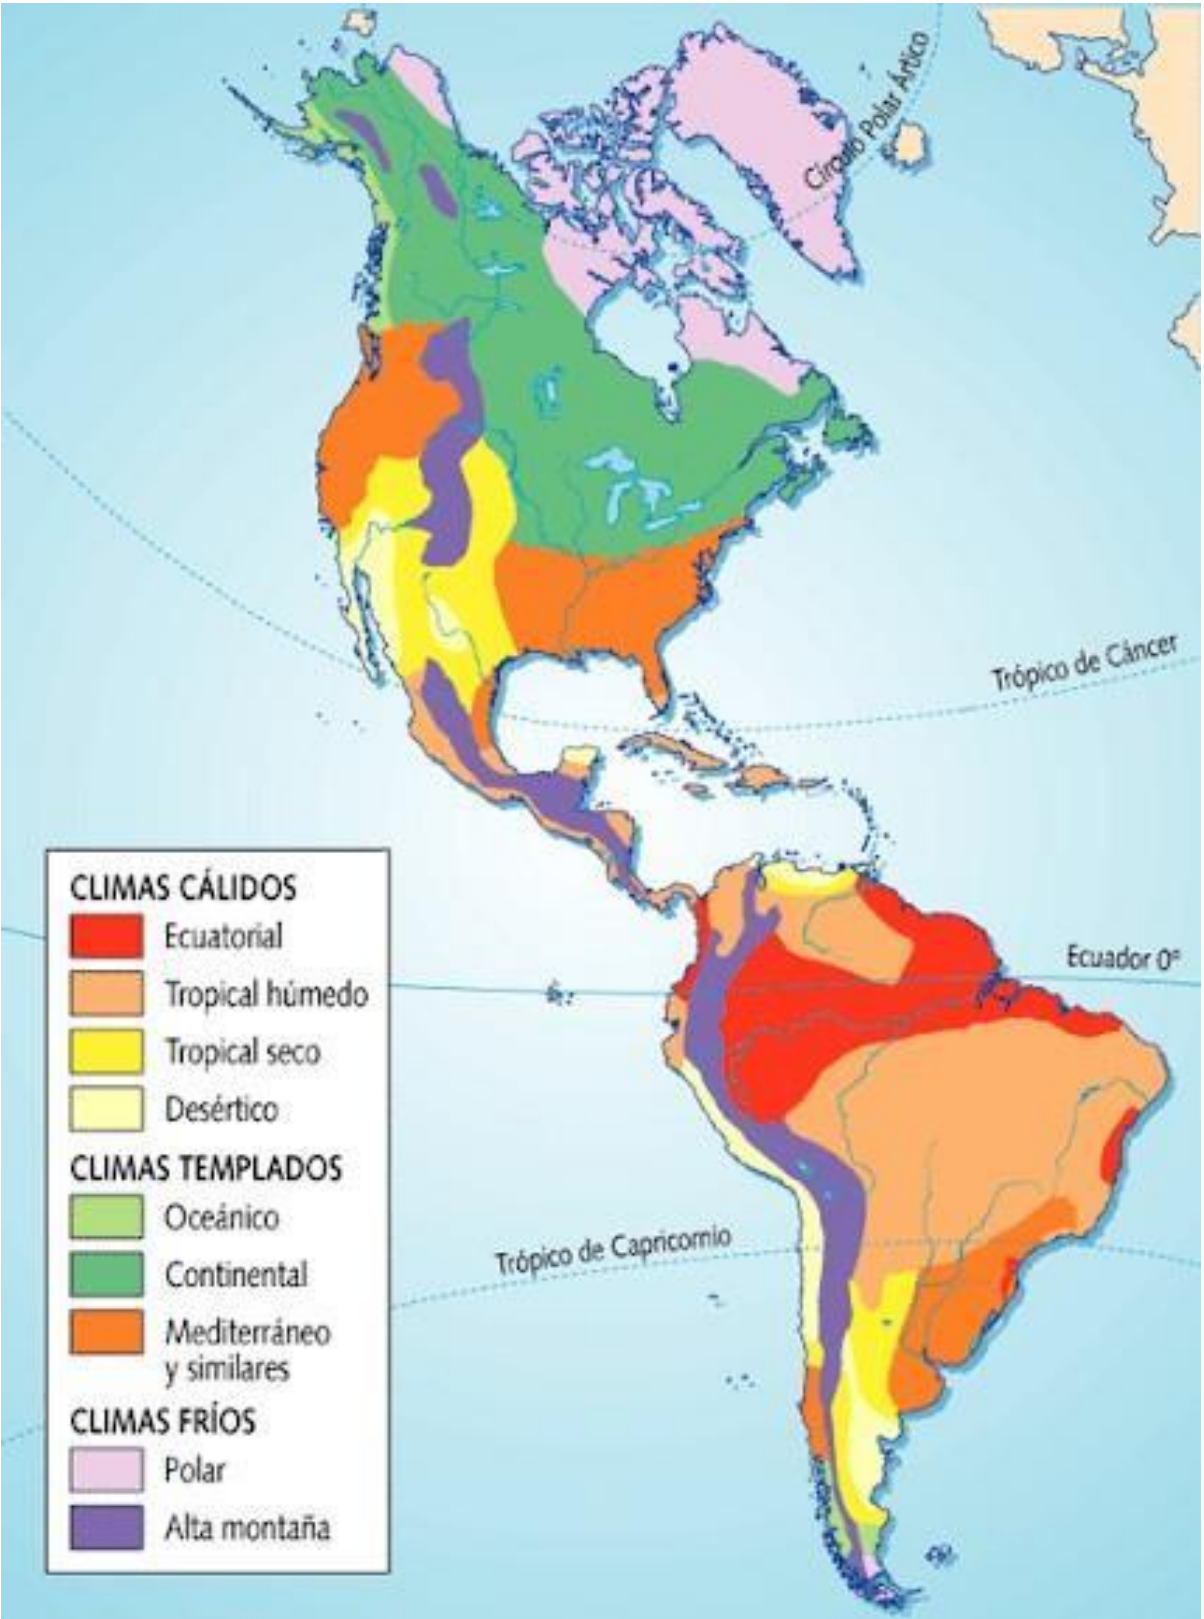 Círculo Polar Ártico
Trópico de Cáncer
CLIMAS CÁLIDOS
Ecuatorial
Tropical húmedo
Tropical seco
Desértico
CLIMAS TEMPLADOS
Oceánico
Continental
Mediterráneo
y similares
CLIMAS FRÍOS
Polar
Alta montaña
Ecuador 0º
Trópico de Capricornio